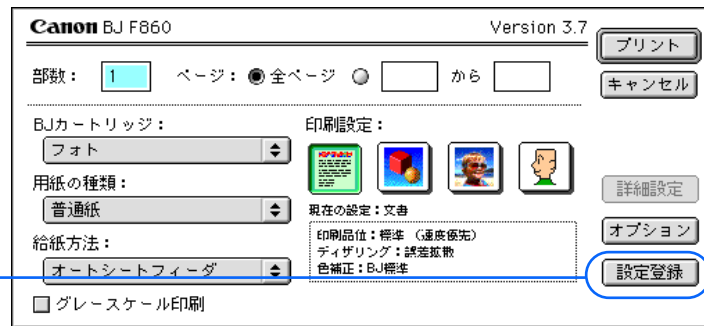 Canon BJ F860 Version 3.7
部数： 1 ページ： 全ページ から
プリント
キャンセル
BJカートリッジ：
フォト
用紙の種類：
普通紙
給紙方法：
オートシートフィーダ
グレースケール印刷
印刷設定：
現在の設定：文書
印刷品位：標準 （速度優先）
ディザリング：誤差拡散
色補正：BJ標準
詳細設定
オプション
設定登録